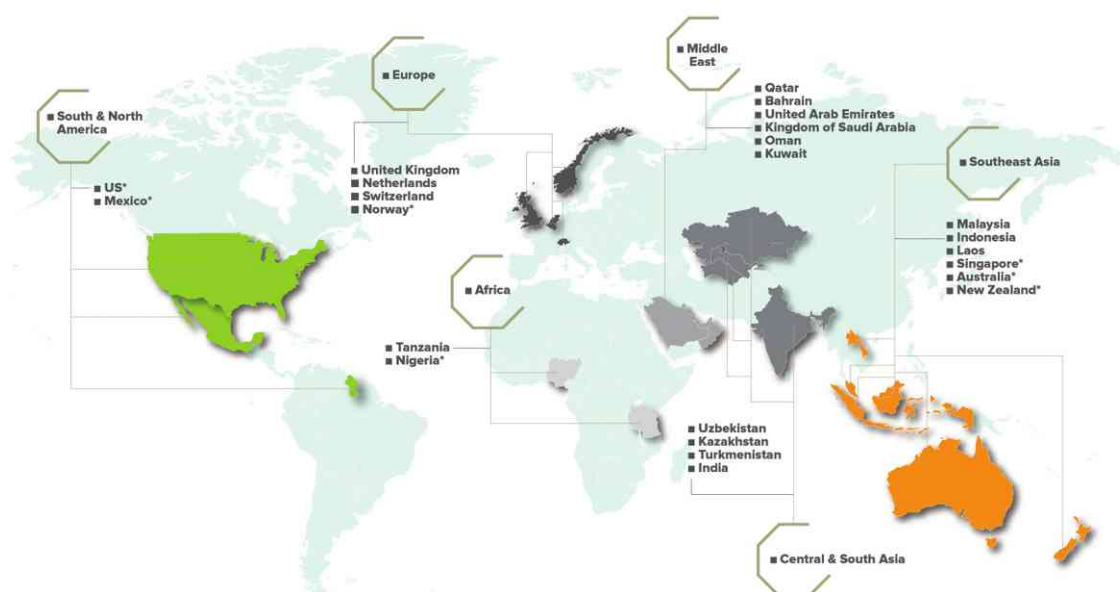 South & North
America
US*
Mexico*
Europe
United Kingdom
Netherlands
Switzerland
Norway*
Middle
East
Qatar
Bahrain
United Arab Emirates
Kingdom of Saudi Arabia
Oman
Kuwait
Southeast Asia
Malaysia
Indonesia
Laos
Singapore*
Australia*
New Zealand*
Africa
Tanzania
Nigeria*
Uzbekistan
Kazakhstan
Turkmenistan
India
Central & South Asia